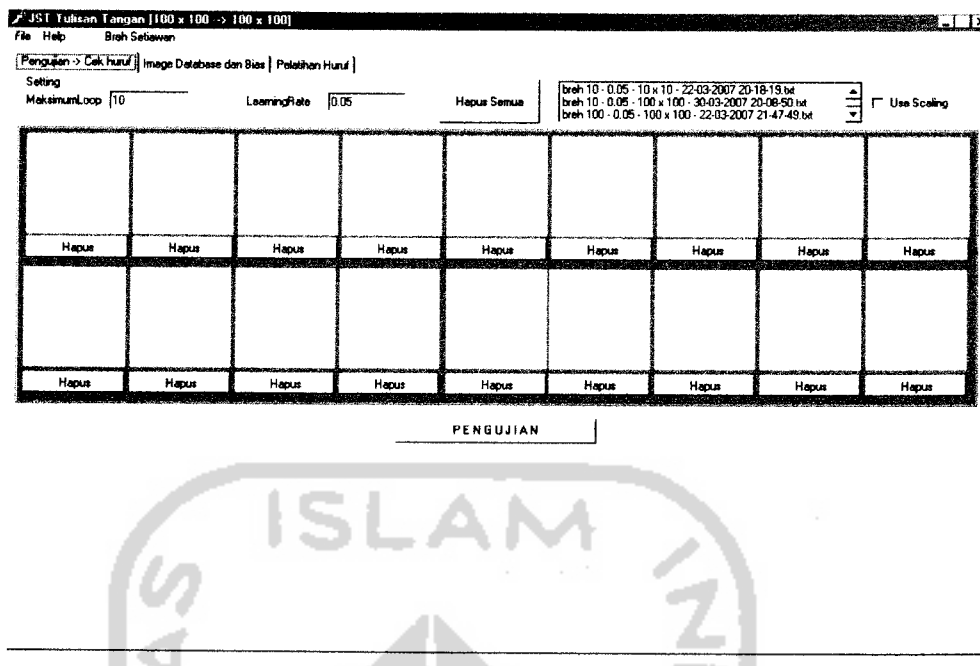 JST Tulisan Tangan [100 x 100 --> 100 x 100]
File Help Breh Setiawan
Pengujian -> Cek huruf Image Database dan Bias Pelatihan Huruf
Setting
MaksimumLoop 10 LearningRate 0.05 Hapus Semua
breh 10 - 0.05 - 10 x 10 - 22-03-2007 20-18-19.txt
breh 10 - 0.05 - 100 x 100 - 30-03-2007 20-08-50.txt
breh 100 - 0.05 - 100 x 100 - 22-03-2007 21-47-49.txt
Use Scaling
Hapus Hapus Hapus Hapus Hapus Hapus Hapus Hapus Hapus
Hapus Hapus Hapus Hapus Hapus Hapus Hapus Hapus Hapus
PENGUJIAN
ISLAM